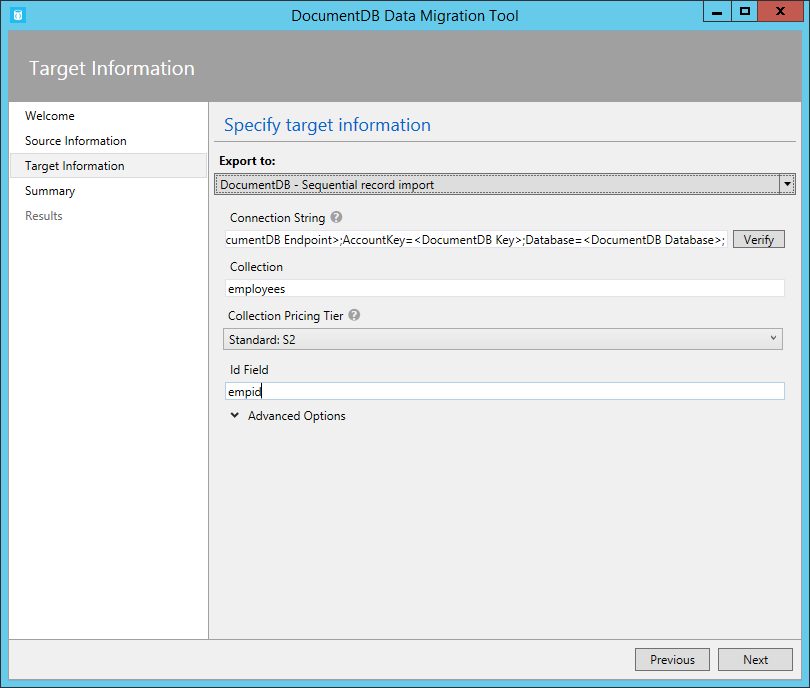 DocumentDB Data Migration Tool
Target Information
Welcome
Source Information
Target Information
Summary
Results
Specify target information
Export to:
DocumentDB - Sequential record import
Connection String ?
cumentDB Endpoint>;AccountKey=<DocumentDB Key>;Database=<DocumentDB Database>;
Verify
Collection
employees
Collection Pricing Tier ?
Standard: S2
Id Field
empid
Advanced Options
Previous
Next